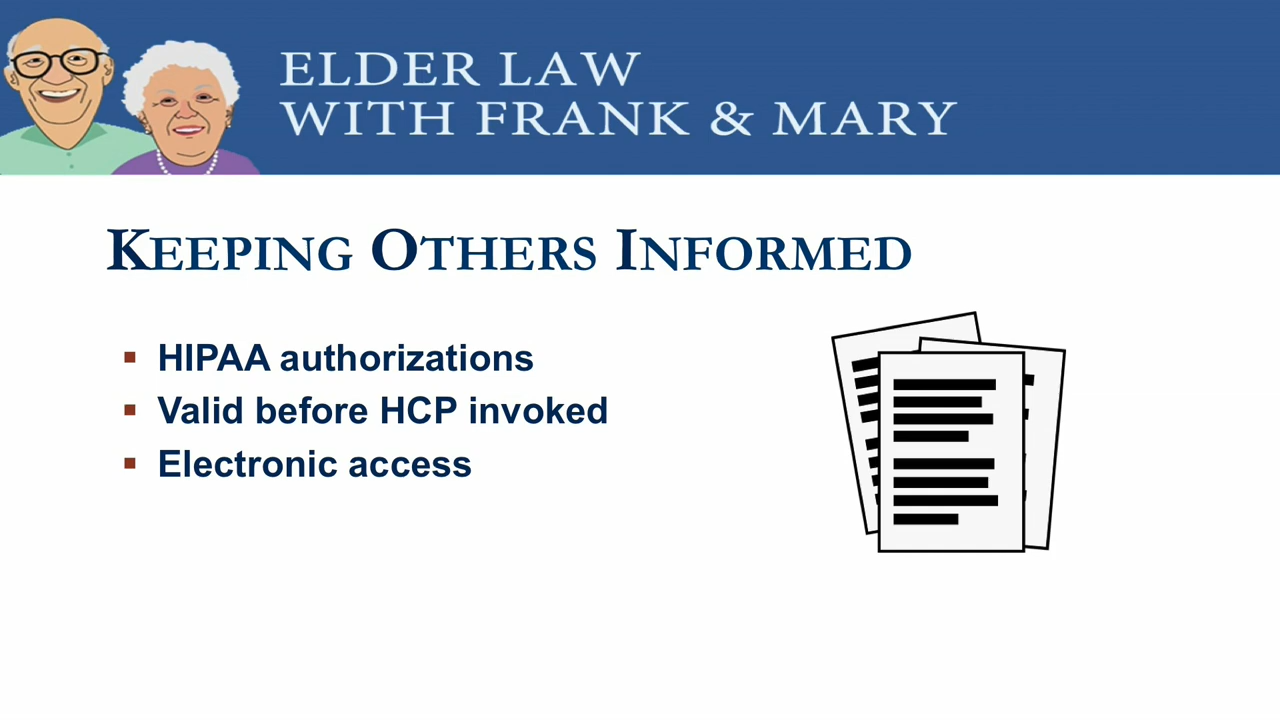 ELDER LAW
WITH FRANK & MARY
KEEPING OTHERS INFORMED
▪ HIPAA authorizations
▪ Valid before HCP invoked
▪ Electronic access